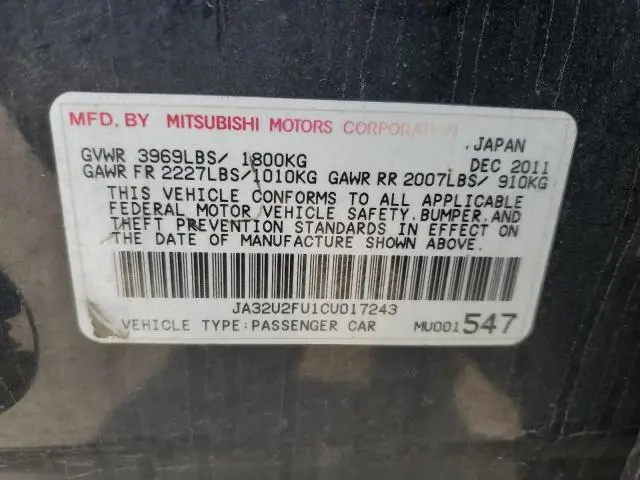 MFD. BY MITSUBISHI MOTORS CORPORATION
.JAPAN
GVWR 3969LBS/ 1800KG DEC 2011
GAWR FR 2227LBS/1010KG GAWR RR 2007LBS/ 910KG
THIS VEHICLE CONFORMS TO ALL APPLICABLE
FEDERAL MOTOR VEHICLE SAFETY, BUMPER, AND
THEFT PREVENTION STANDARDS IN EFFECT ON
THE DATE OF MANUFACTURE SHOWN ABOVE.
JA32U2FU1CU017243
VEHICLE TYPE:PASSENGER CAR MU001547